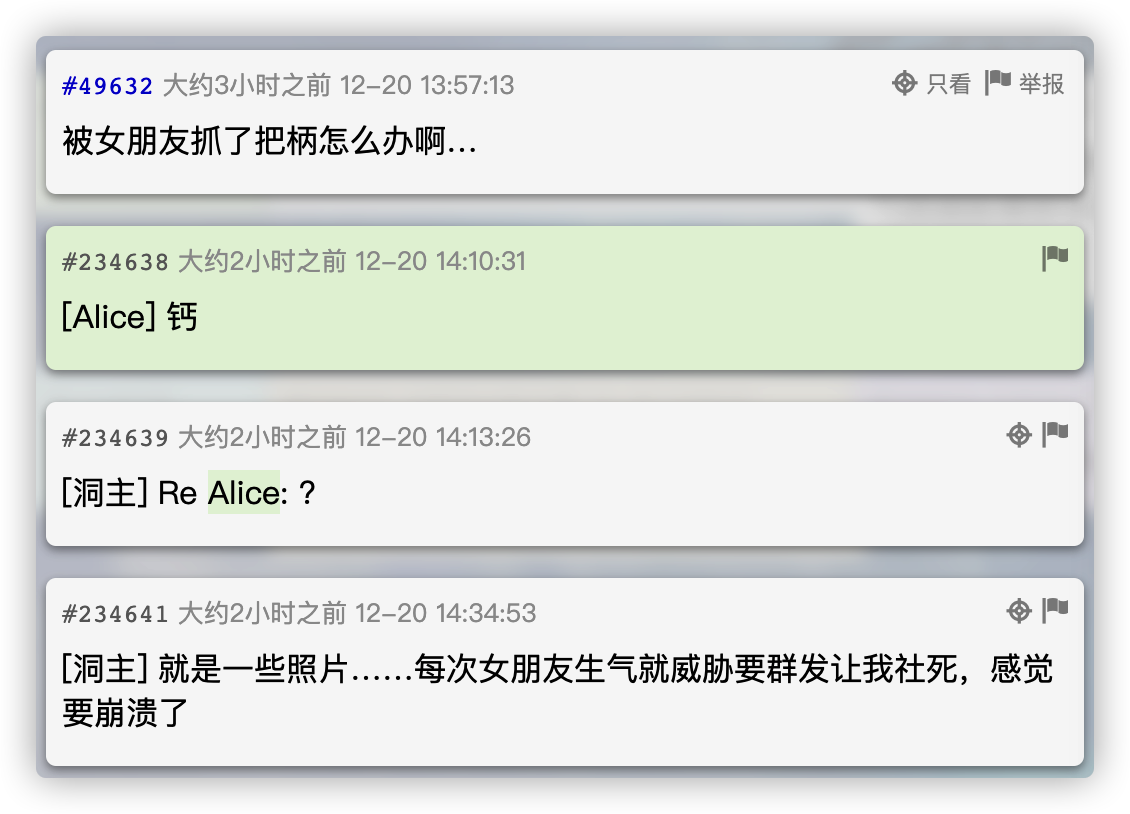 #49632 大约3小时之前 12-20 13:57:13 只看 举报
被女朋友抓了把柄怎么办啊...
#234638 大约2小时之前 12-20 14:10:31
[Alice] 钙
#234639 大约2小时之前 12-20 14:13:26
[洞主] Re Alice: ?
#234641 大约2小时之前 12-20 14:34:53
[洞主] 就是一些照片……每次女朋友生气就威胁要群发让我社死，感觉
要崩溃了